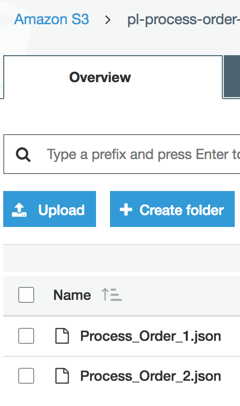 Amazon S3 > pl-process-order-
Overview
Type a prefix and press Enter to
Upload + Create folder
Name
Process_Order_1.json
Process_Order_2.json